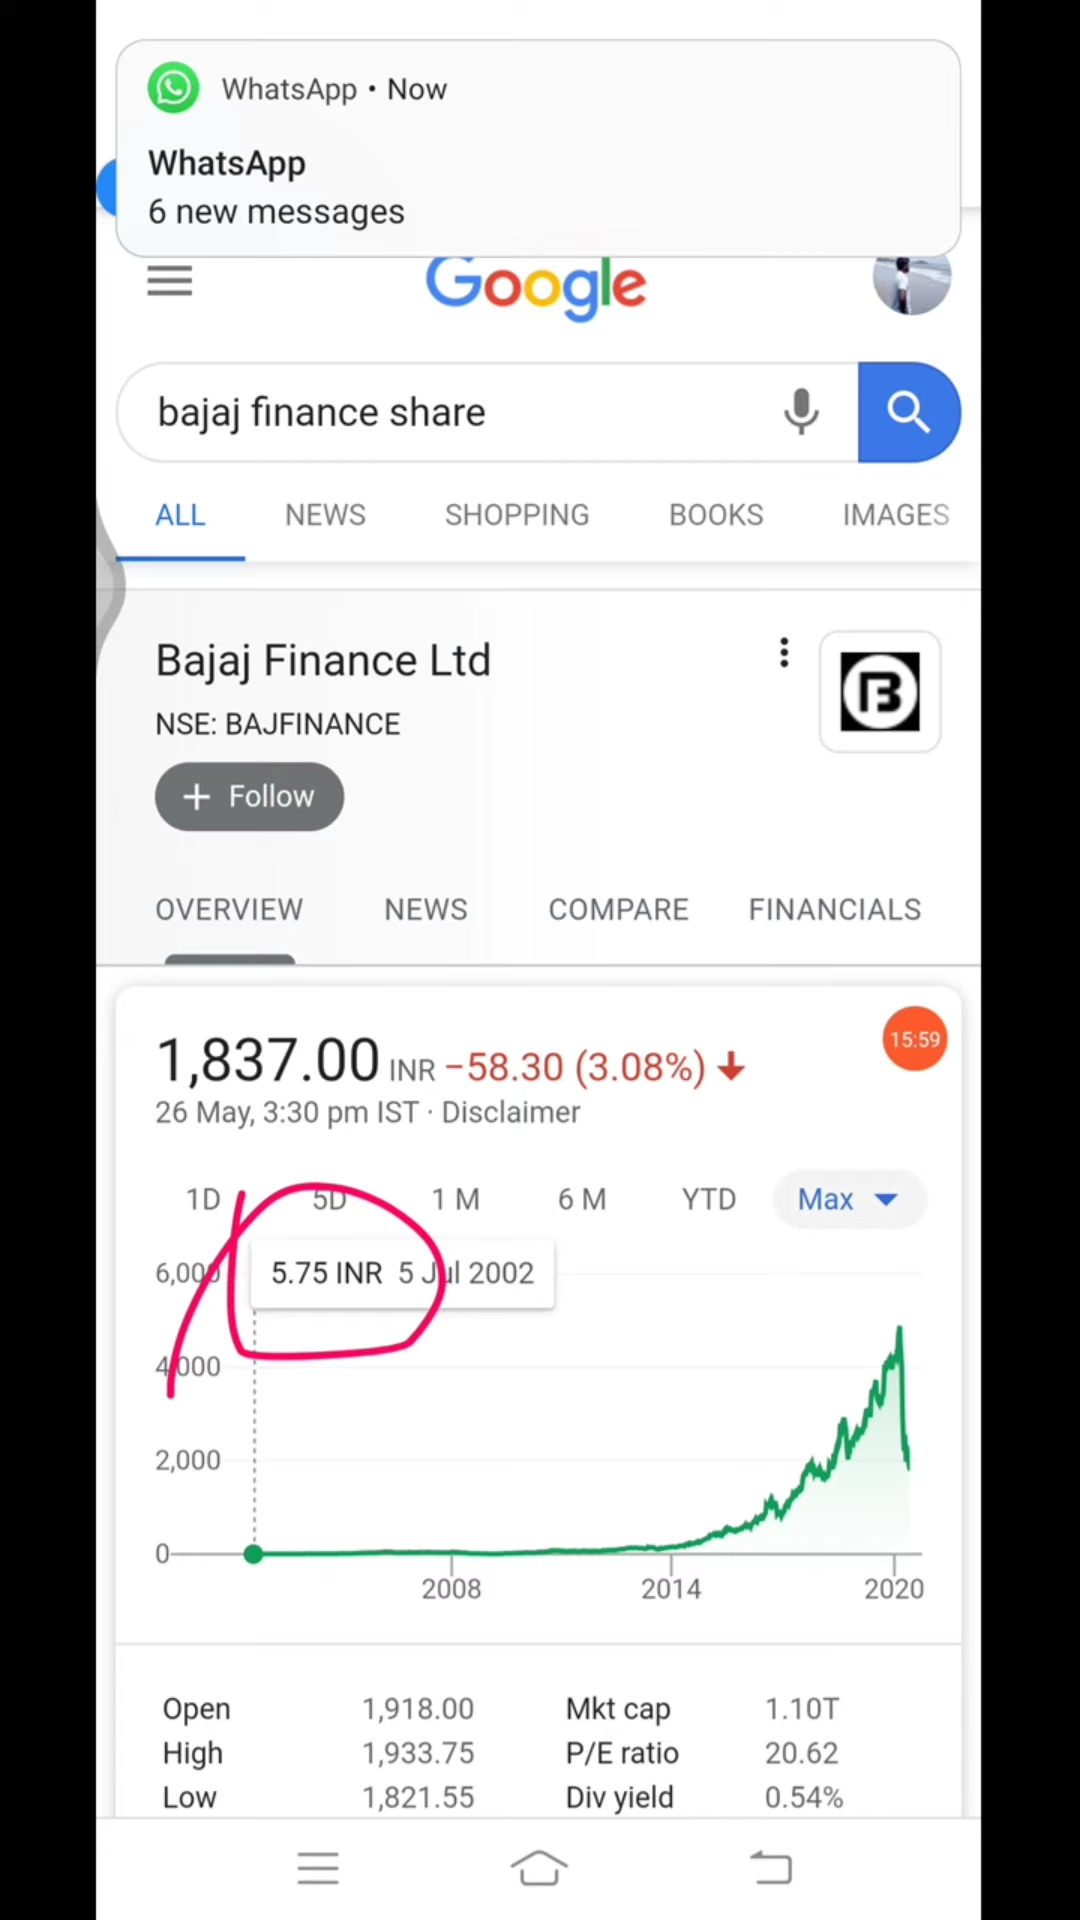 WhatsApp • Now
WhatsApp
6 new messages
Google
bajaj finance share
ALL NEWS SHOPPING BOOKS IMAGES
Bajaj Finance Ltd
NSE: BAJFINANCE
+ Follow
OVERVIEW NEWS COMPARE FINANCIALS
1,837.00 INR −58.30 (3.08%)
15:59
26 May, 3:30 pm IST · Disclaimer
1D 5D 1 M 6 M YTD Max
5.75 INR 5 Jul 2002
6,000
4,000
2,000
0
2008 2014 2020
Open 1,918.00 Mkt cap 1.10T
High 1,933.75 P/E ratio 20.62
Low 1,821.55 Div yield 0.54%